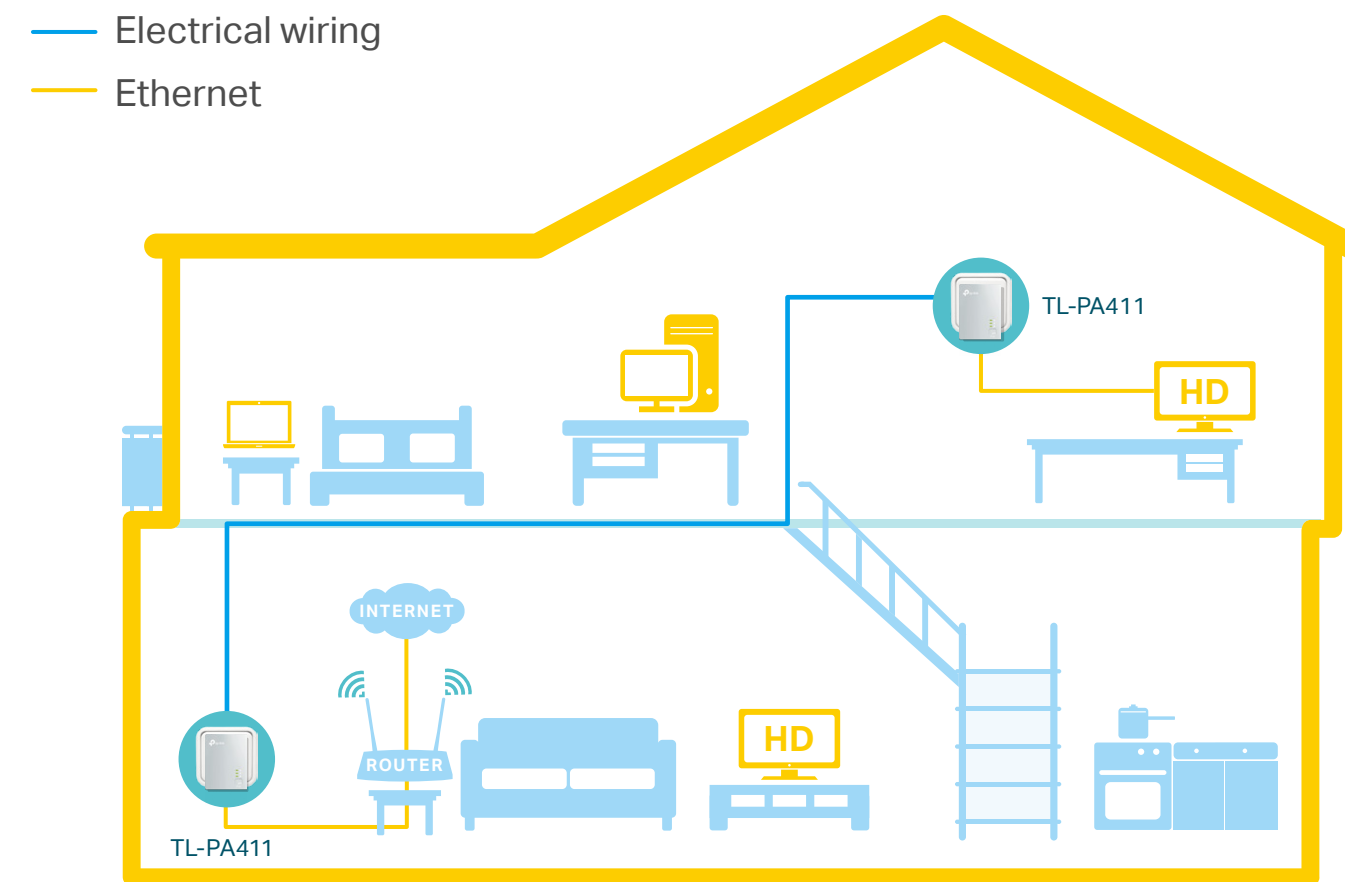 Electrical wiring
Ethernet
TL-PA411
HD
INTERNET
ROUTER
HD
TL-PA411